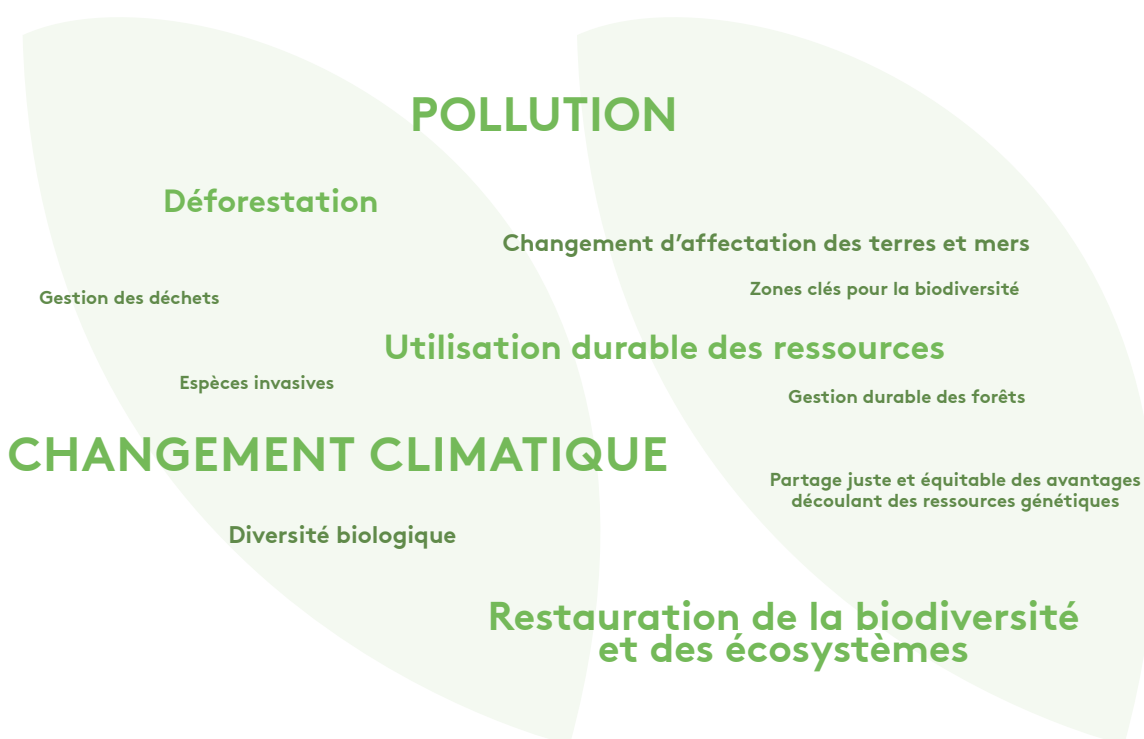 POLLUTION
Déforestation
Changement d’affectation des terres et mers
Zones clés pour la biodiversité
Gestion des déchets
Utilisation durable des ressources
Espèces invasives
Gestion durable des forêts
CHANGEMENT CLIMATIQUE
Partage juste et équitable des avantages
découlant des ressources génétiques
Diversité biologique
Restauration de la biodiversité
et des écosystèmes